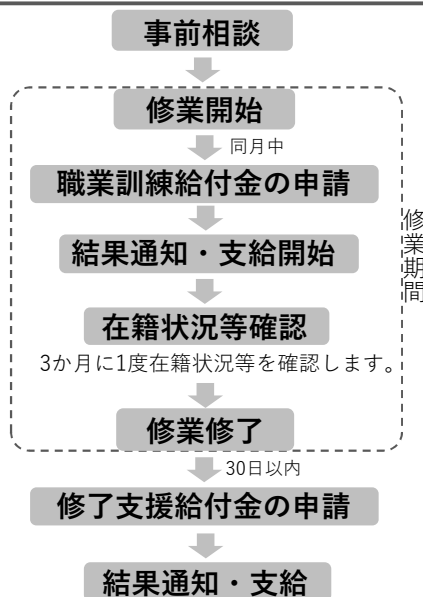 事前相談
修業開始
同月中
職業訓練給付金の申請
結果通知・支給開始
在籍状況等確認
3か月に1度在籍状況等を確認します。
修業修了
修業期間
30日以内
修了支援給付金の申請
結果通知・支給